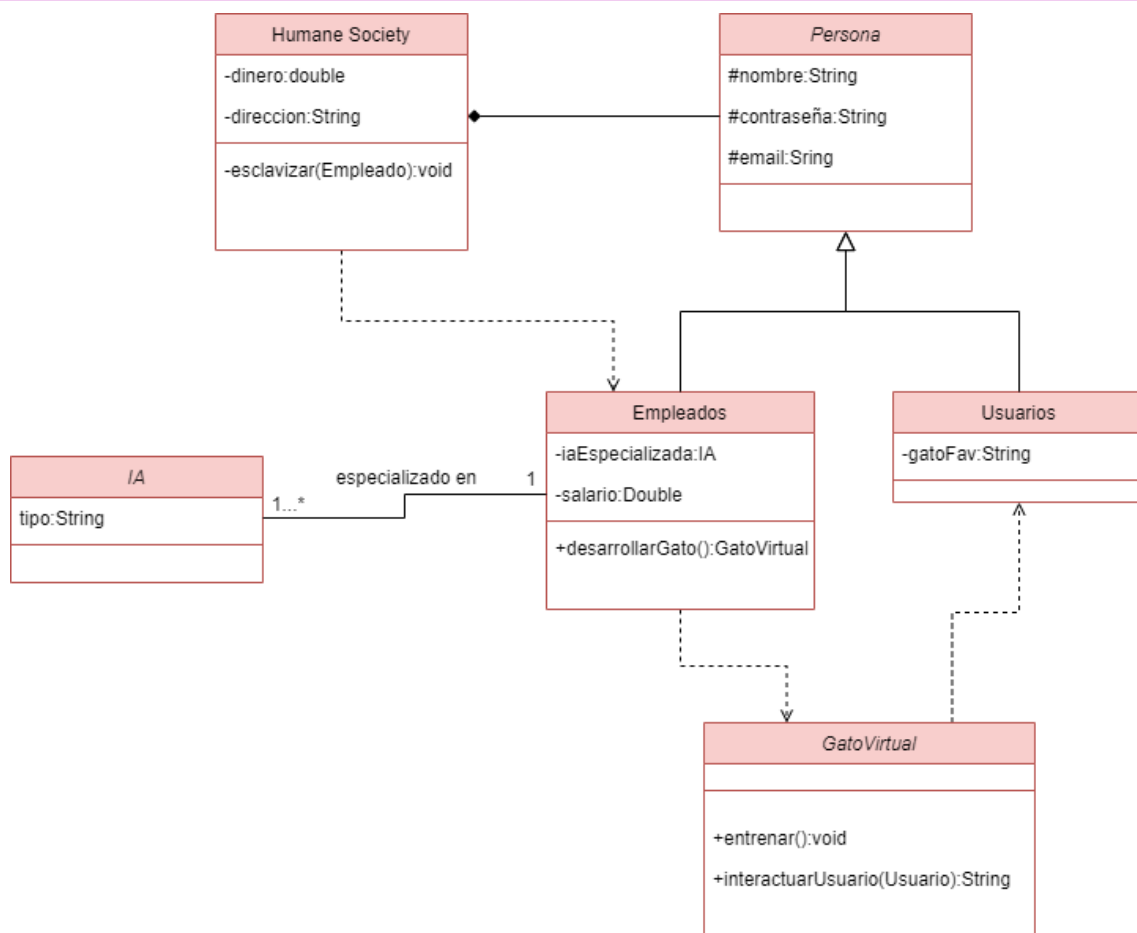 Humane Society
-dinero:double
-direccion:String
-esclavizar(Empleado):void
Persona
#nombre:String
#contraseña:String
#email:Sring
IA
tipo:String
1...*
especializado en
1
Empleados
-iaEspecializada:IA
-salario:Double
+desarrollarGato():GatoVirtual
Usuarios
-gatoFav:String
GatoVirtual
+entrenar():void
+interactuarUsuario(Usuario):String